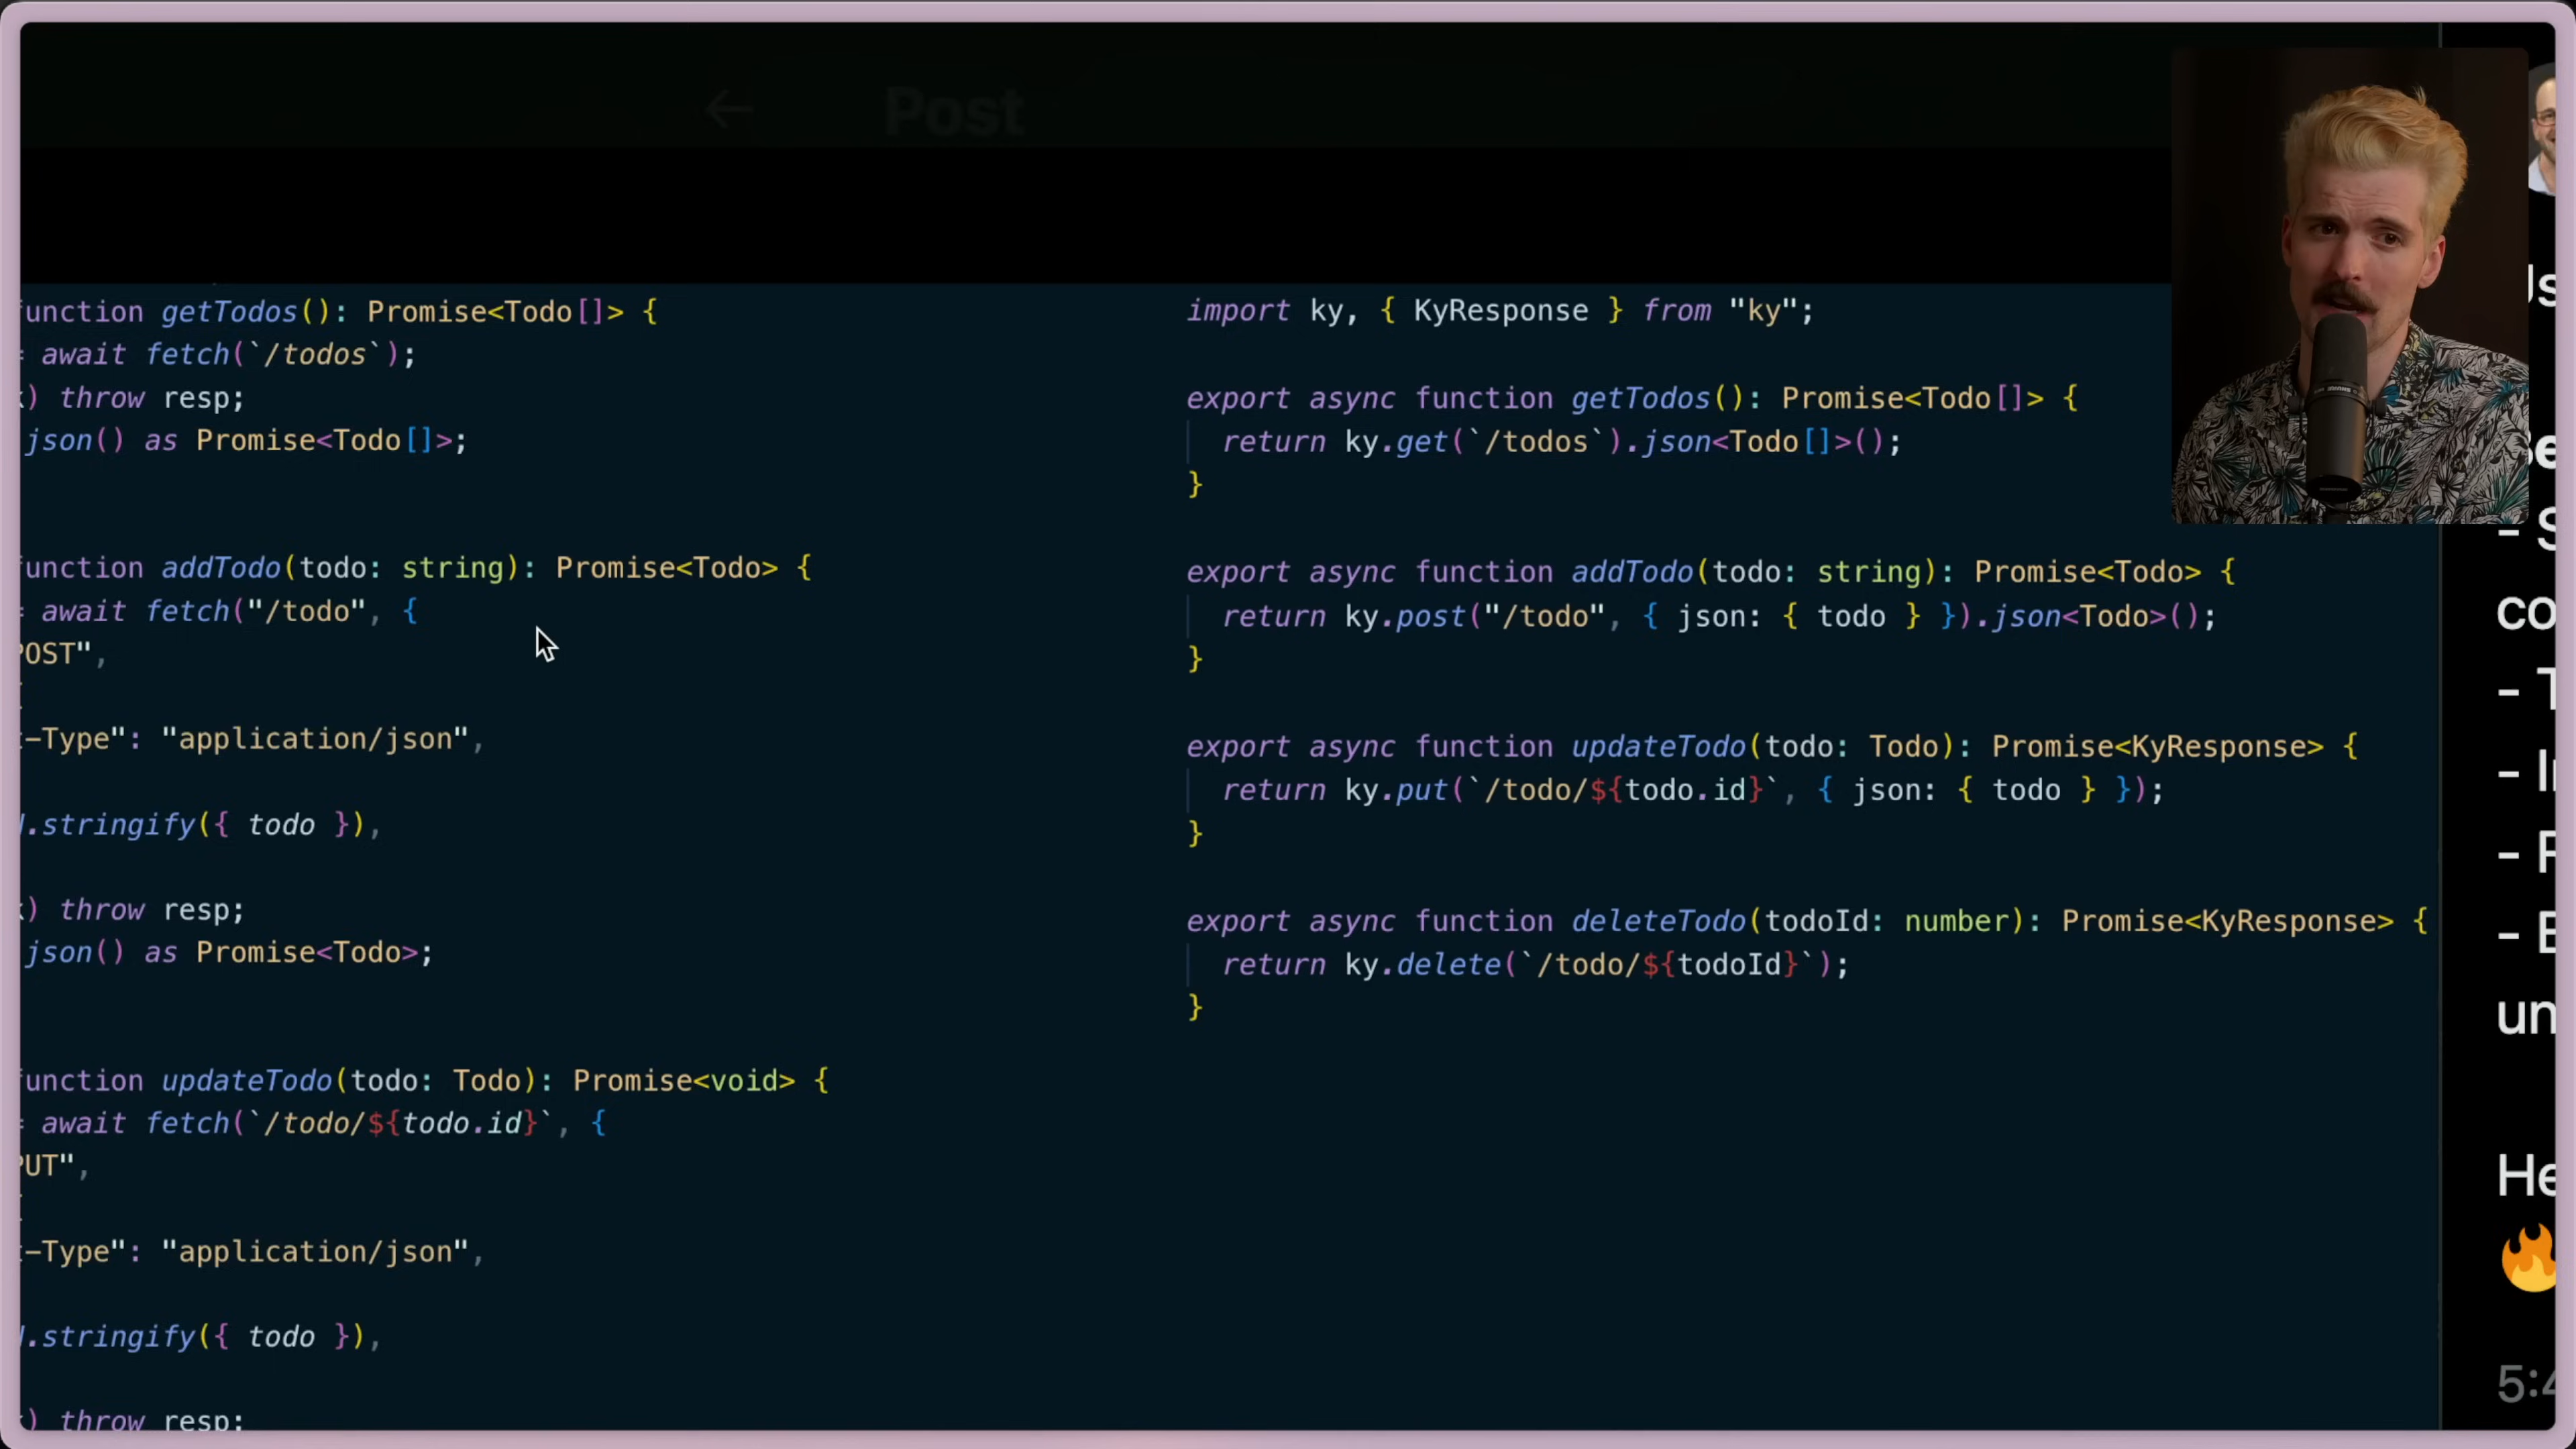 Post
unction getTodos(): Promise<Todo[]> {
= await fetch(`/todos`);
) throw resp;
json() as Promise<Todo[]>;
unction addTodo(todo: string): Promise<Todo> {
= await fetch("/todo", {
POST",
-Type": "application/json",
.stringify({ todo }),
) throw resp;
json() as Promise<Todo>;
unction updateTodo(todo: Todo): Promise<void> {
= await fetch(`/todo/${todo.id}`, {
PUT",
-Type": "application/json",
.stringify({ todo }),
) throw resp;
import ky, { KyResponse } from "ky";
export async function getTodos(): Promise<Todo[]> {
return ky.get(`/todos`).json<Todo[]>();
}
export async function addTodo(todo: string): Promise<Todo> {
return ky.post("/todo", { json: { todo } }).json<Todo>();
}
export async function updateTodo(todo: Todo): Promise<KyResponse> {
return ky.put(`/todo/${todo.id}`, { json: { todo } });
}
export async function deleteTodo(todoId: number): Promise<KyResponse> {
return ky.delete(`/todo/${todoId}`);
}
co
un
He
5:4